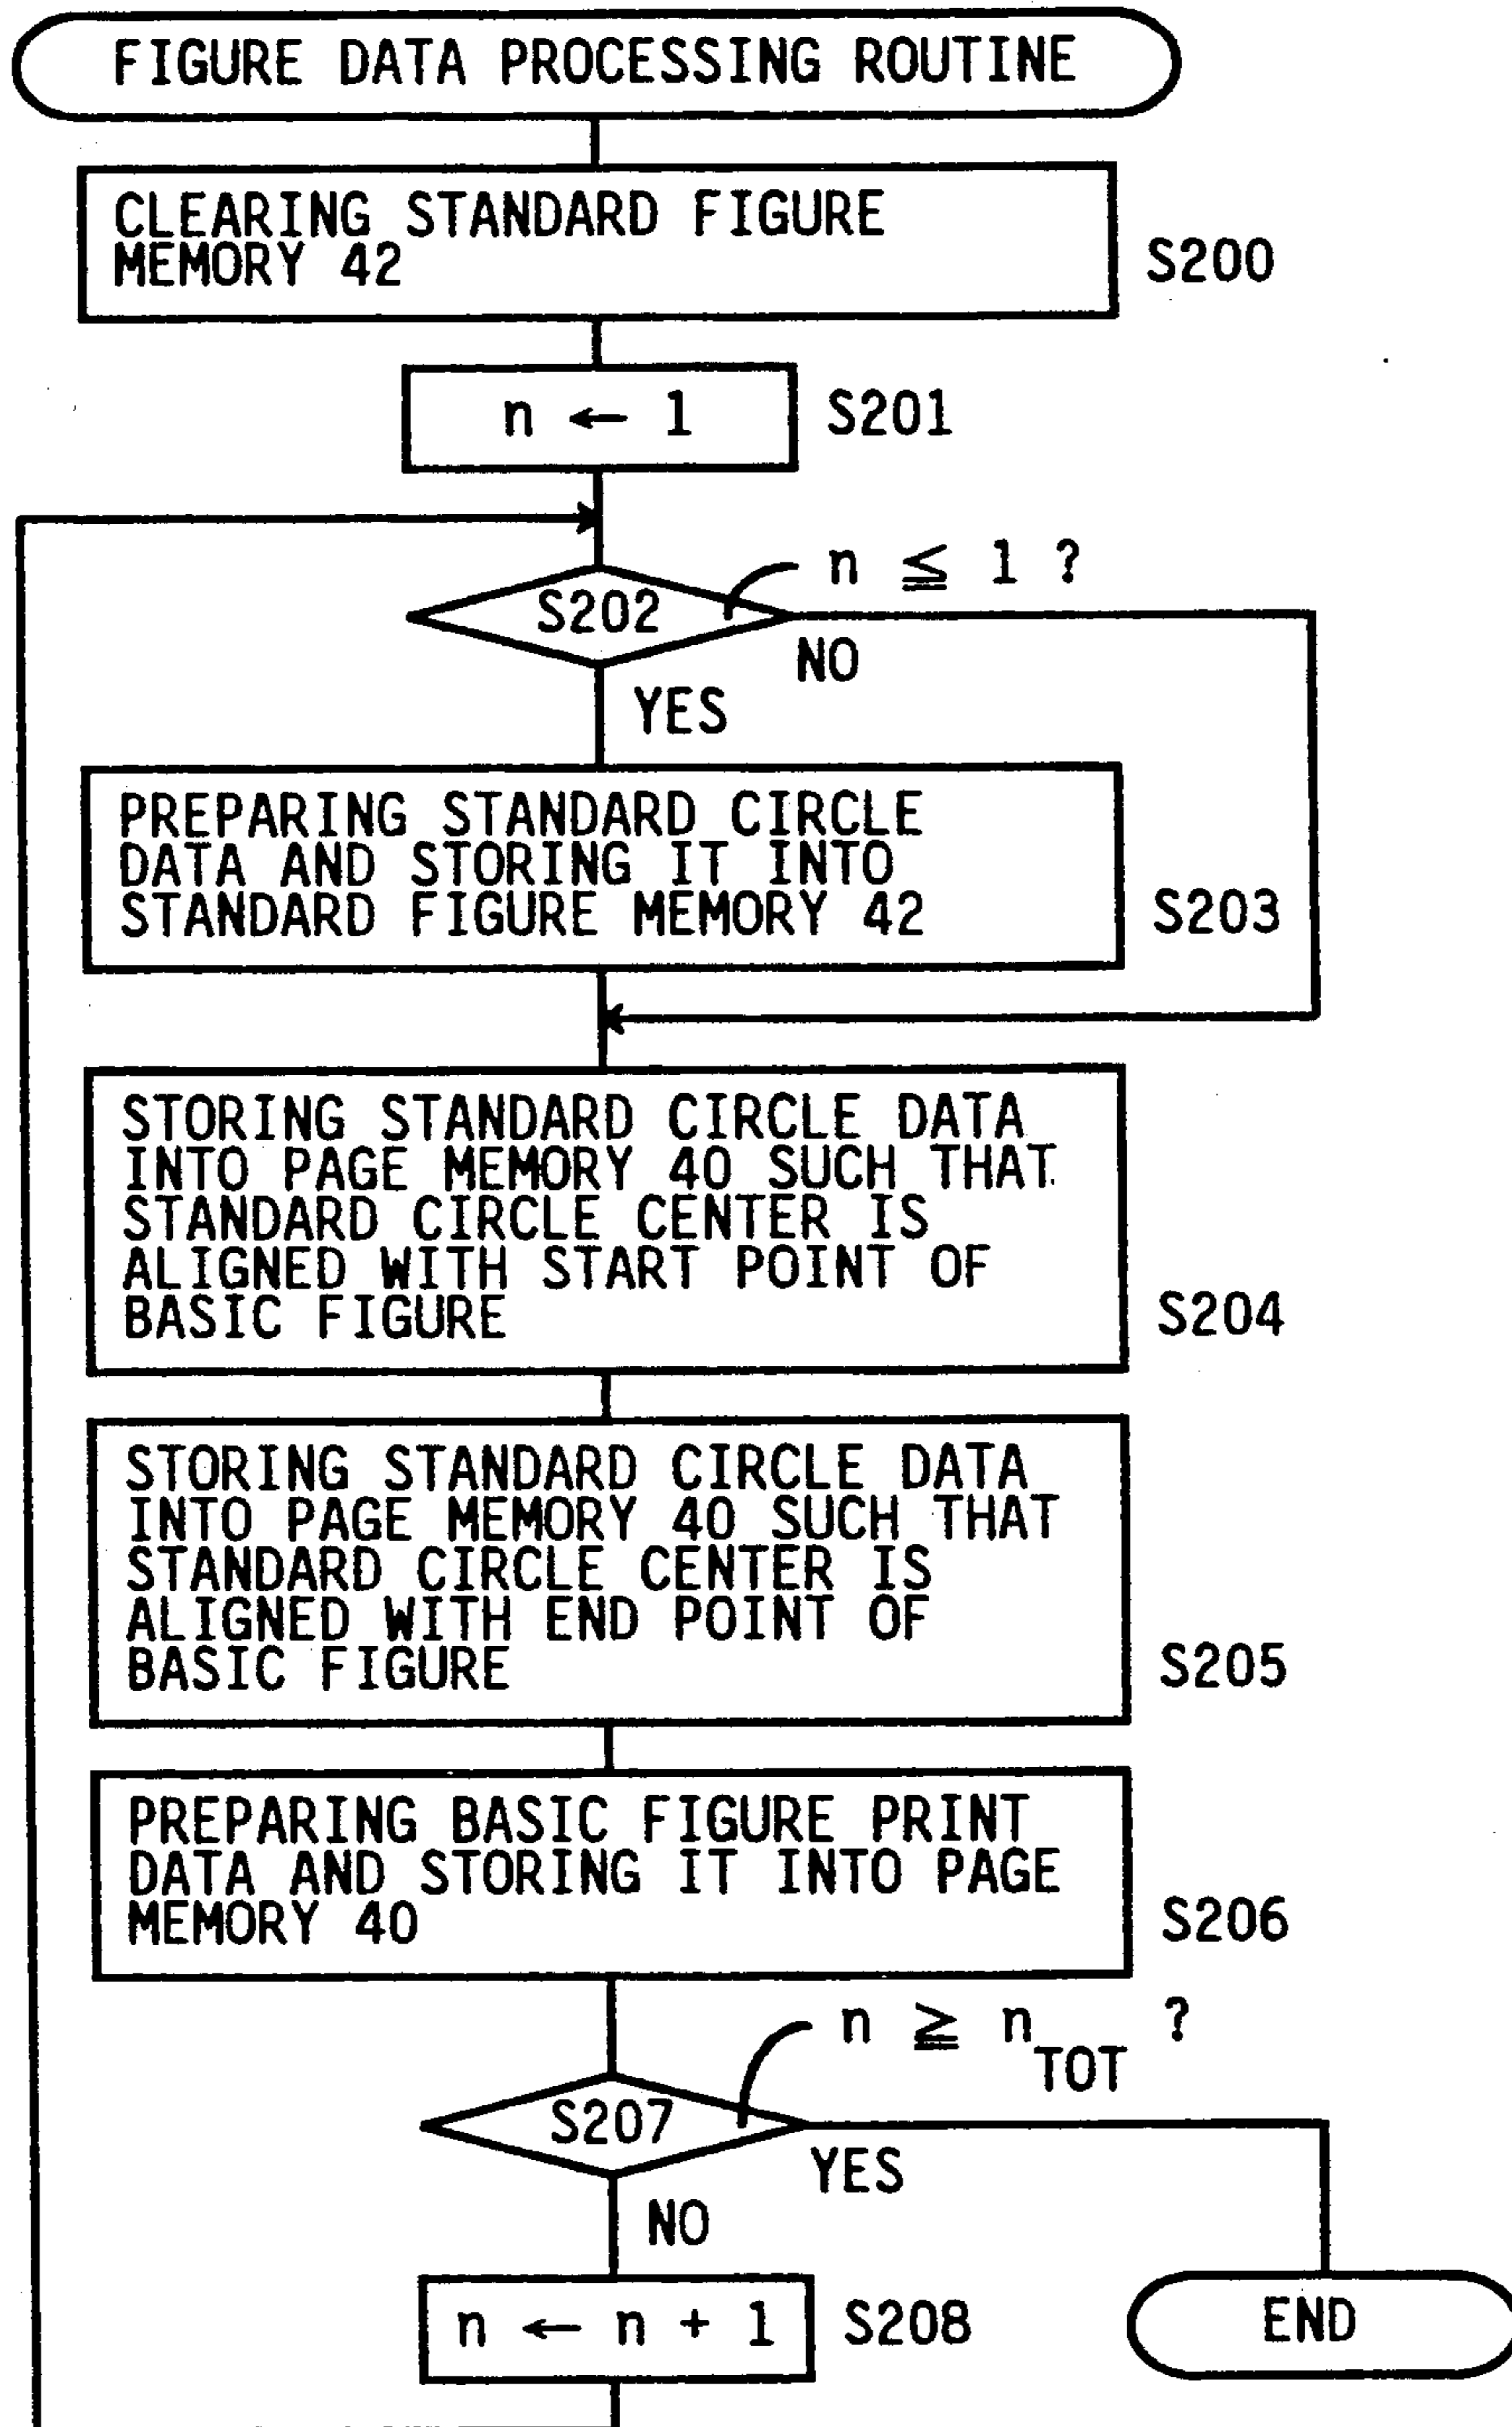 FIGURE DATA PROCESSING ROUTINE
CLEARING STANDARD FIGURE
MEMORY 42
S200
n ← 1
S201
n ≦ 1 ?
S202
NO
YES
PREPARING STANDARD CIRCLE
DATA AND STORING IT INTO
STANDARD FIGURE MEMORY 42
S203
STORING STANDARD CIRCLE DATA
INTO PAGE MEMORY 40 SUCH THAT
STANDARD CIRCLE CENTER IS
ALIGNED WITH START POINT OF
BASIC FIGURE
S204
STORING STANDARD CIRCLE DATA
INTO PAGE MEMORY 40 SUCH THAT
STANDARD CIRCLE CENTER IS
ALIGNED WITH END POINT OF
BASIC FIGURE
S205
PREPARING BASIC FIGURE PRINT
DATA AND STORING IT INTO PAGE
MEMORY 40
S206
n ≧ nTOT ?
S207
YES
NO
n ← n + 1
S208
END